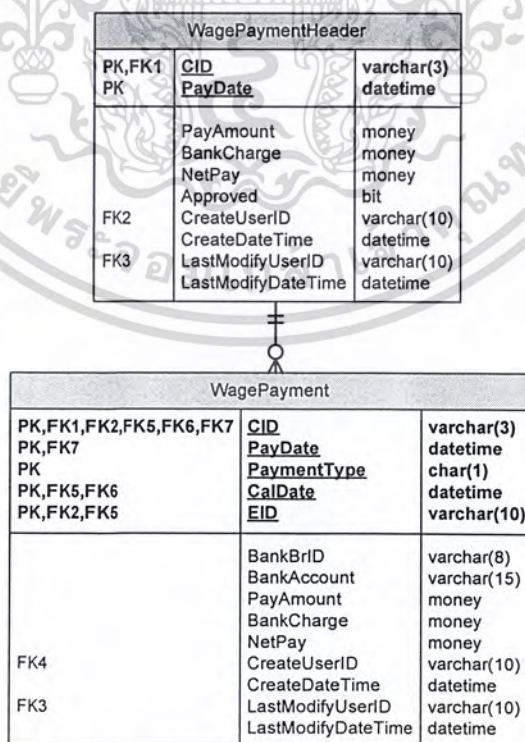 WagePaymentHeader
PK,FK1 CID varchar(3)
PK PayDate datetime
PayAmount money
BankCharge money
NetPay money
Approved bit
FK2 CreateUserID varchar(10)
CreateDateTime datetime
FK3 LastModifyUserID varchar(10)
LastModifyDateTime datetime
WagePayment
PK,FK1,FK2,FK5,FK6,FK7 CID varchar(3)
PK,FK7 PayDate datetime
PK PaymentType char(1)
PK,FK5,FK6 CalDate datetime
PK,FK2,FK5 EID varchar(10)
BankBrID varchar(8)
BankAccount varchar(15)
PayAmount money
BankCharge money
NetPay money
FK4 CreateUserID varchar(10)
CreateDateTime datetime
FK3 LastModifyUserID varchar(10)
LastModifyDateTime datetime